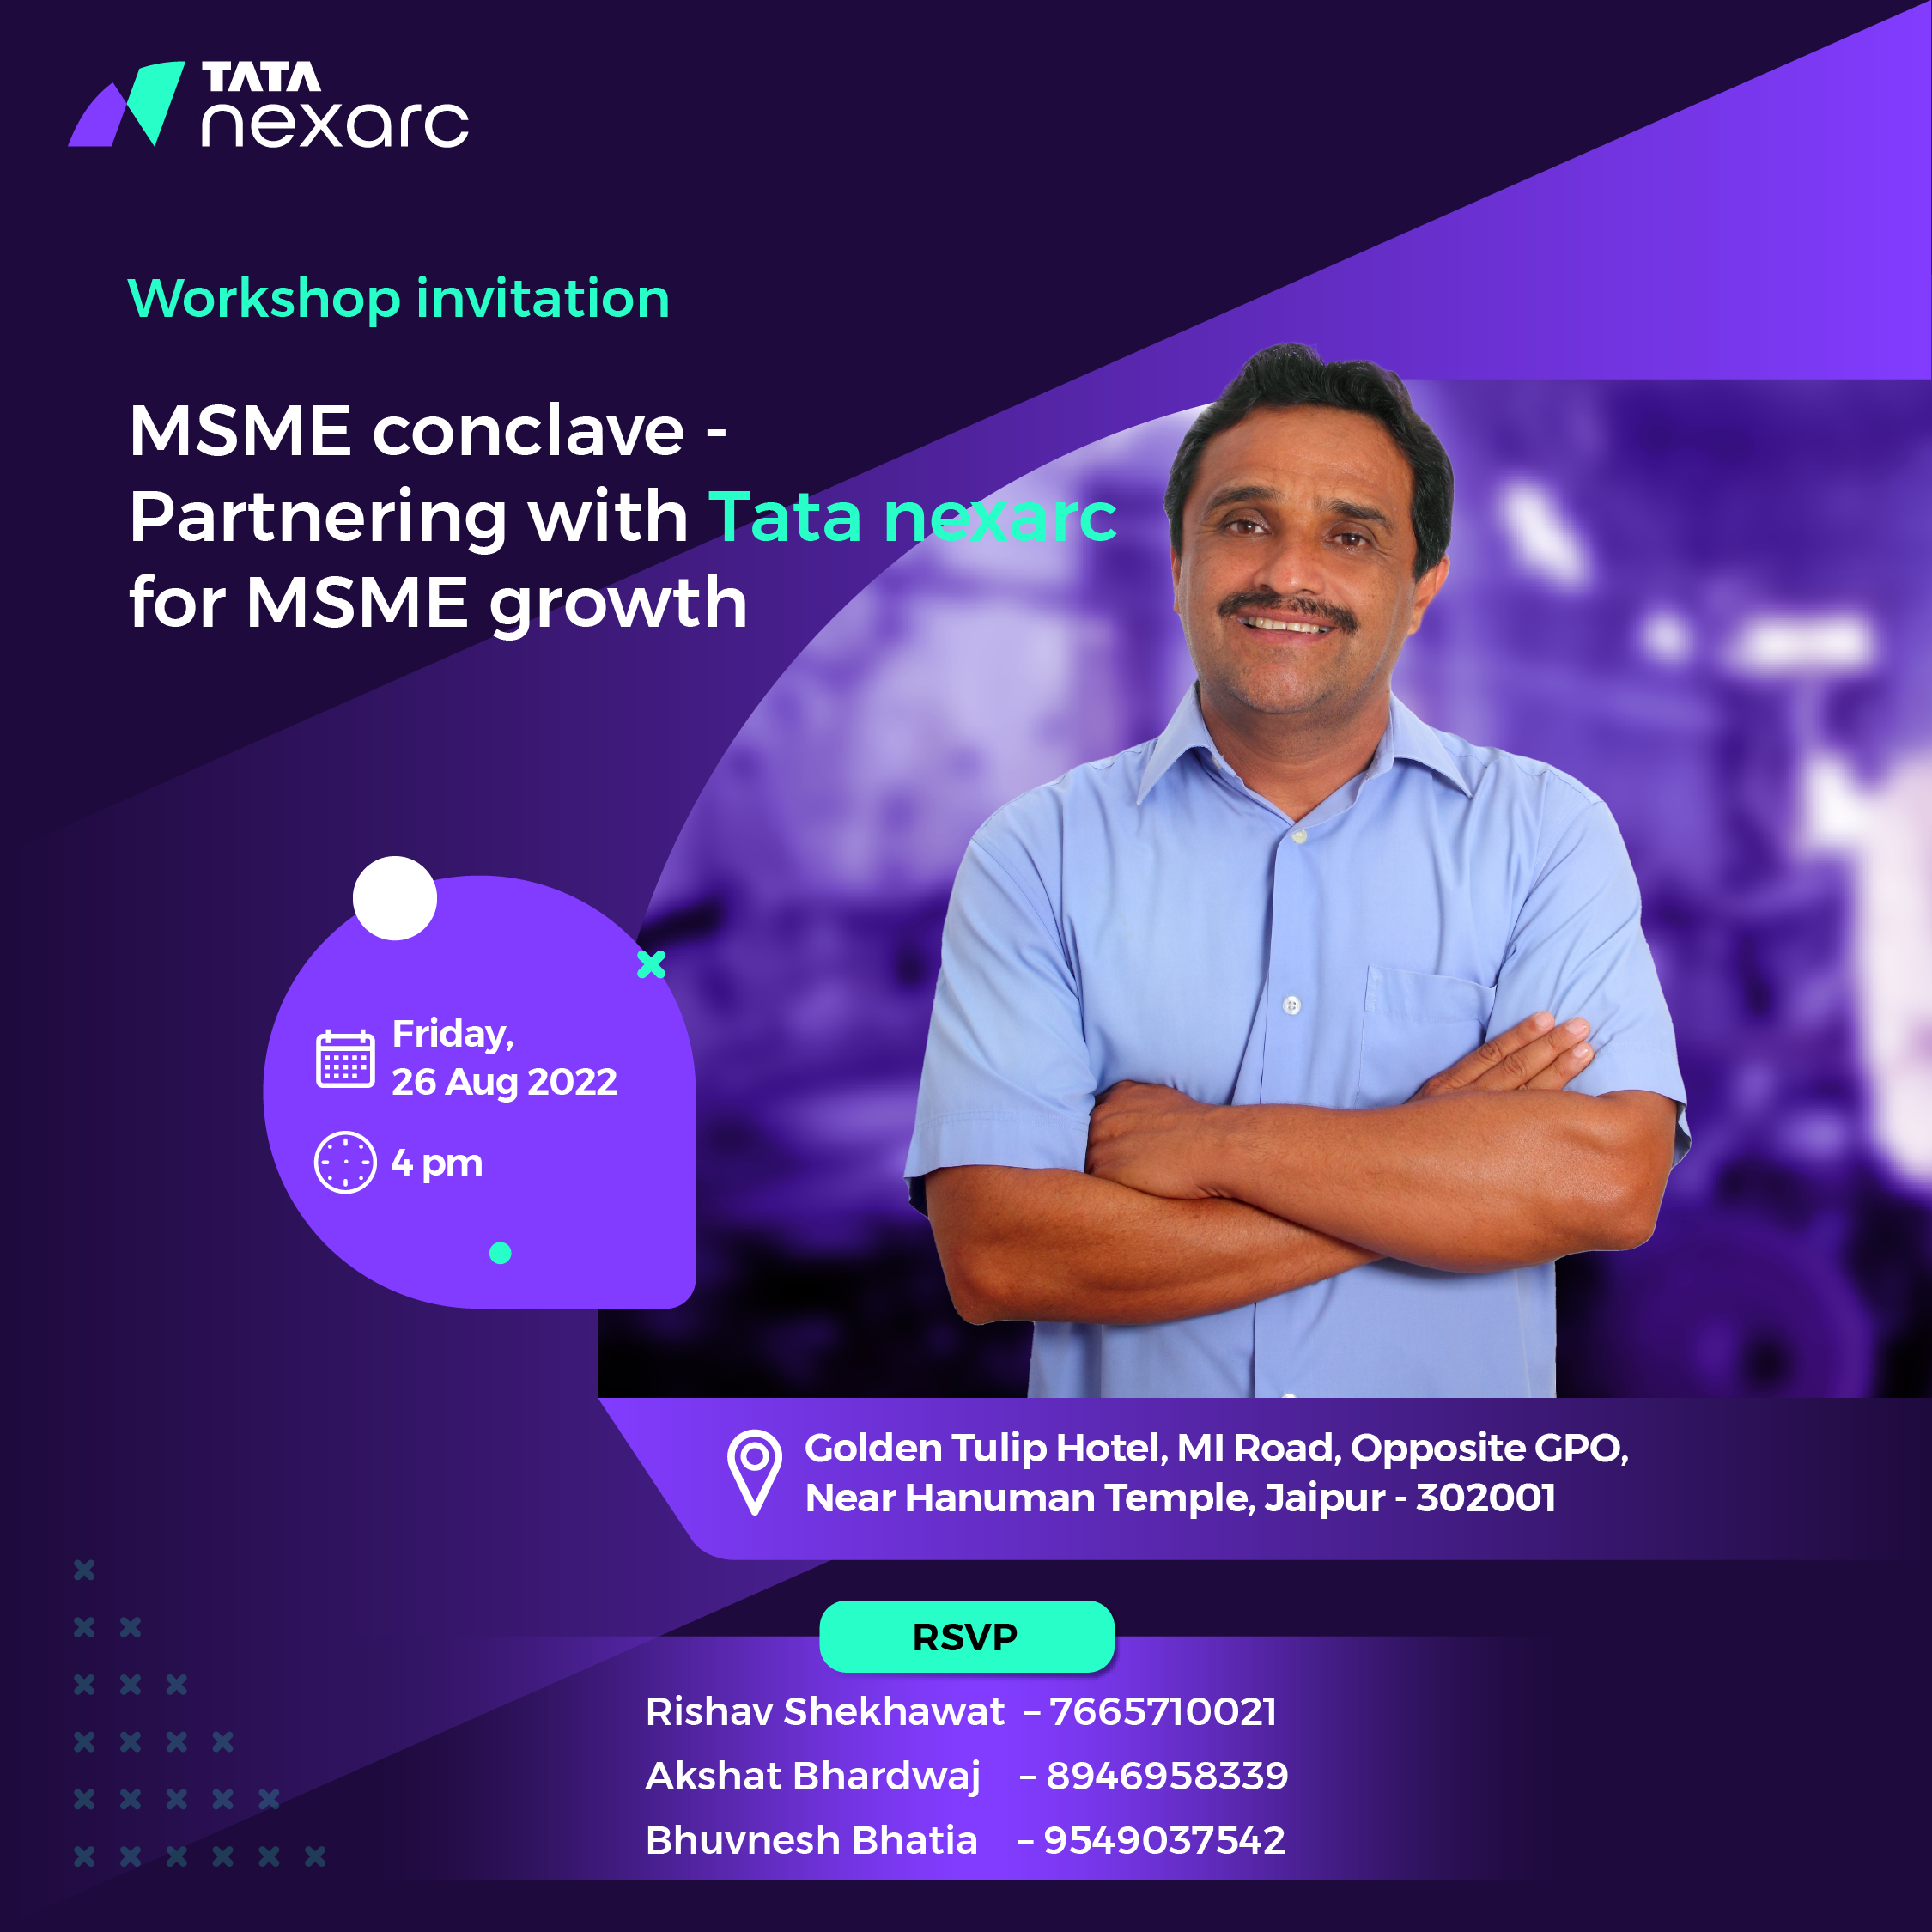 TATA
nexarc
Workshop invitation
MSME conclave -
Partnering with Tata nexarc
for MSME growth
Friday,
26 Aug 2022
4 pm
Golden Tulip Hotel, MI Road, Opposite GPO,
Near Hanuman Temple, Jaipur - 302001
RSVP
Rishav Shekhawat – 7665710021
Akshat Bhardwaj – 8946958339
Bhuvnesh Bhatia – 9549037542